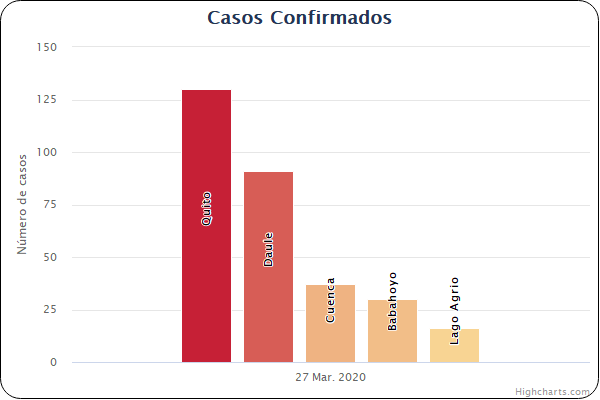 Casos Confirmados
Número de casos
150
125
100
75
50
25
0
Quito
Daule
Cuenca
Babahoyo
Lago Agrio
27 Mar. 2020
Highcharts.com